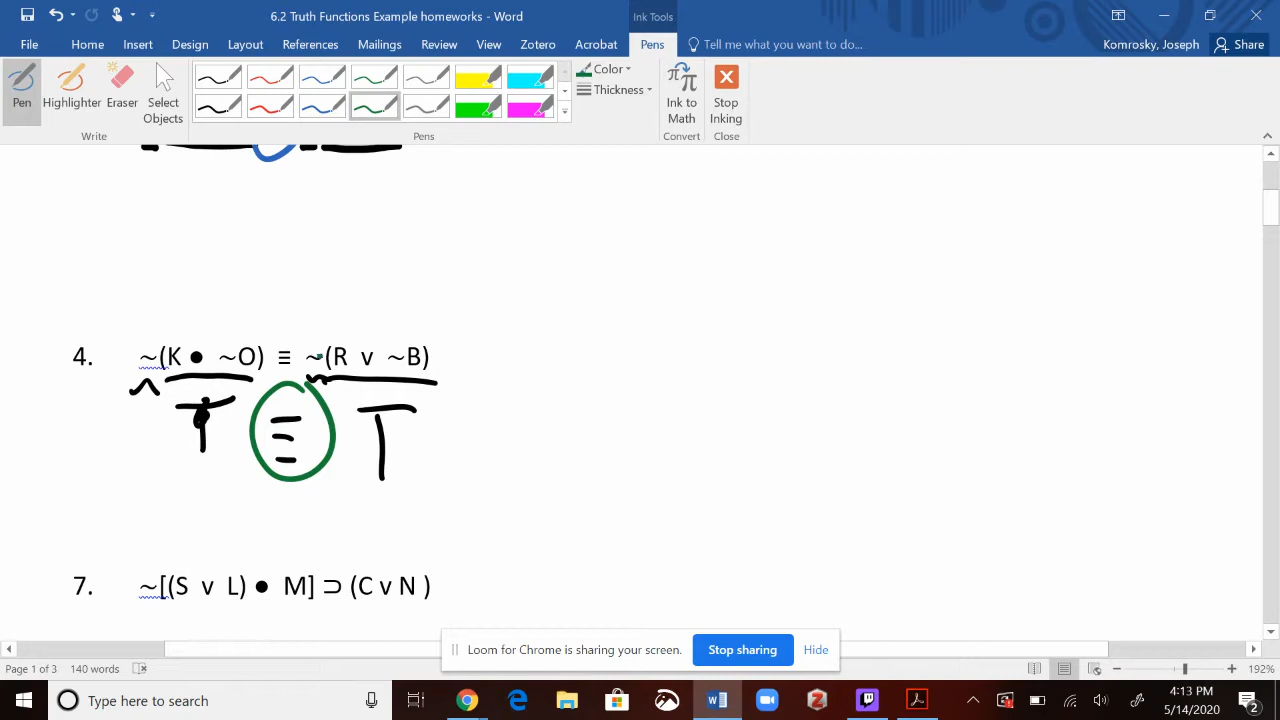 6.2 Truth Functions Example homeworks - Word
Ink Tools
File Home Insert Design Layout References Mailings Review View Zotero Acrobat Pens Tell me what you want to do... Komrosky, Joseph Share
Color
Thickness
Pen Highlighter Eraser Select Objects
Ink to Math
Stop Inking
Write Pens Convert Close
4. ~(K ● ~O) ≡ ~(R v ~B)
~ T ≡ T
7. ~[(S v L) ● M] ⊃ (C v N )
Loom for Chrome is sharing your screen. Stop sharing Hide
Page 1 of 3 140 words 192%
Type here to search
4:13 PM
5/14/2020
2